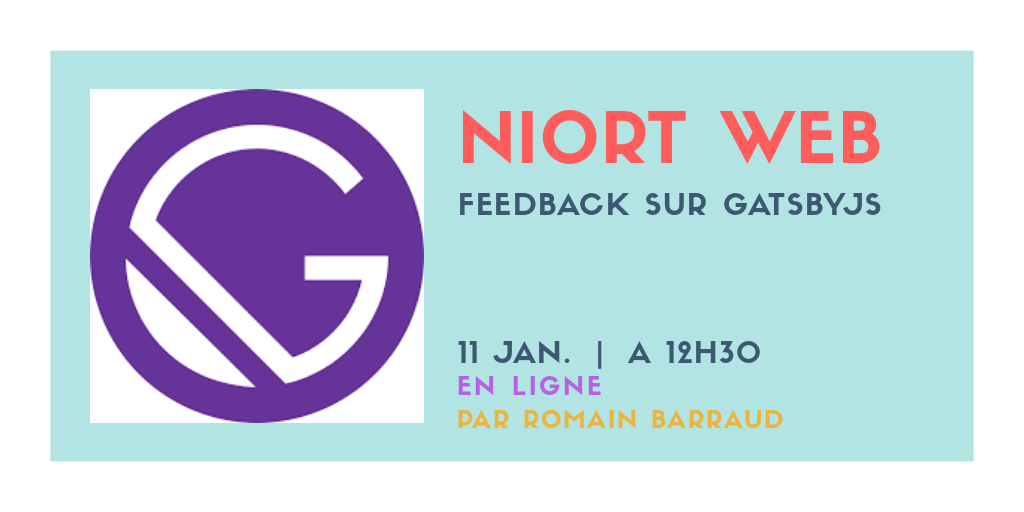 NIORT WEB
FEEDBACK SUR GATSBYJS
11 JAN. | A 12H30
EN LIGNE
PAR ROMAIN BARRAUD